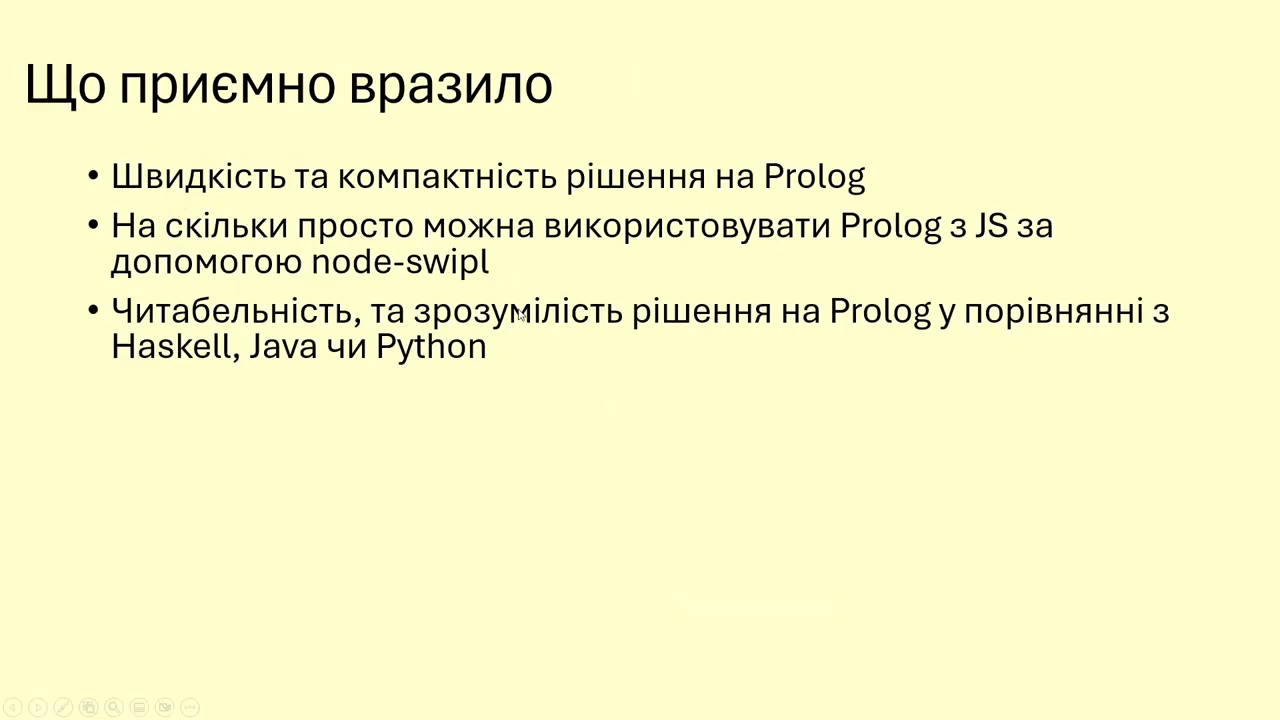 Що приємно вразило
• Швидкість та компактність рішення на Prolog
• На скільки просто можна використовувати Prolog з JS за
допомогою node-swipl
• Читабельність, та зрозумілість рішення на Prolog у порівнянні з
Haskell, Java чи Python